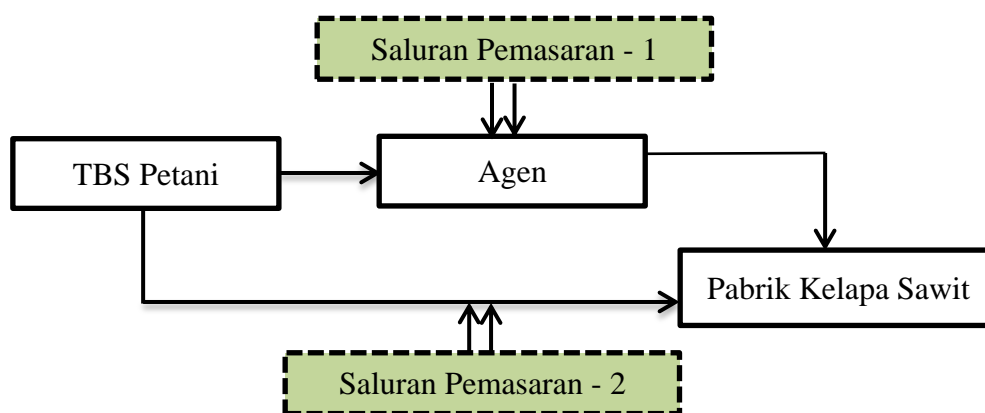 Saluran Pemasaran - 1
TBS Petani
Agen
Pabrik Kelapa Sawit
Saluran Pemasaran - 2